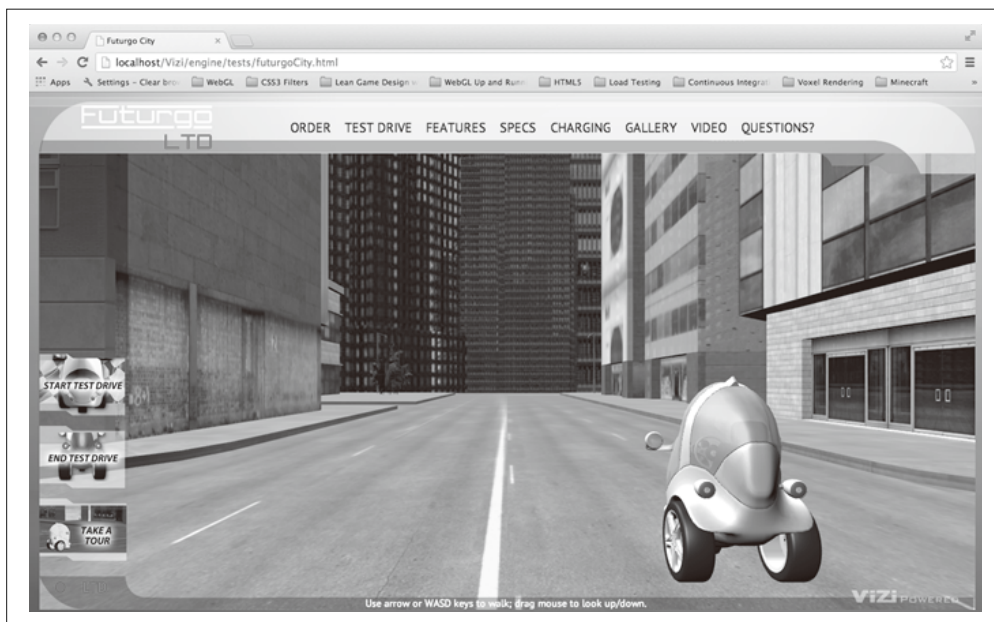 Futurgo City
localhost/Vizi/engine/tests/futurgoCity.html
Apps Settings – Clear brow WebGL CSS3 Filters Lean Game Design w WebGL Up and Runn HTML5 Load Testing Continuous Integrat Voxel Rendering Minecraft »
Futurgo
LTD
ORDER TEST DRIVE FEATURES SPECS CHARGING GALLERY VIDEO QUESTIONS?
START TEST DRIVE
END TEST DRIVE
TAKE A
TOUR
Use arrow or WASD keys to walk; drag mouse to look up/down.
ViZi POWERED